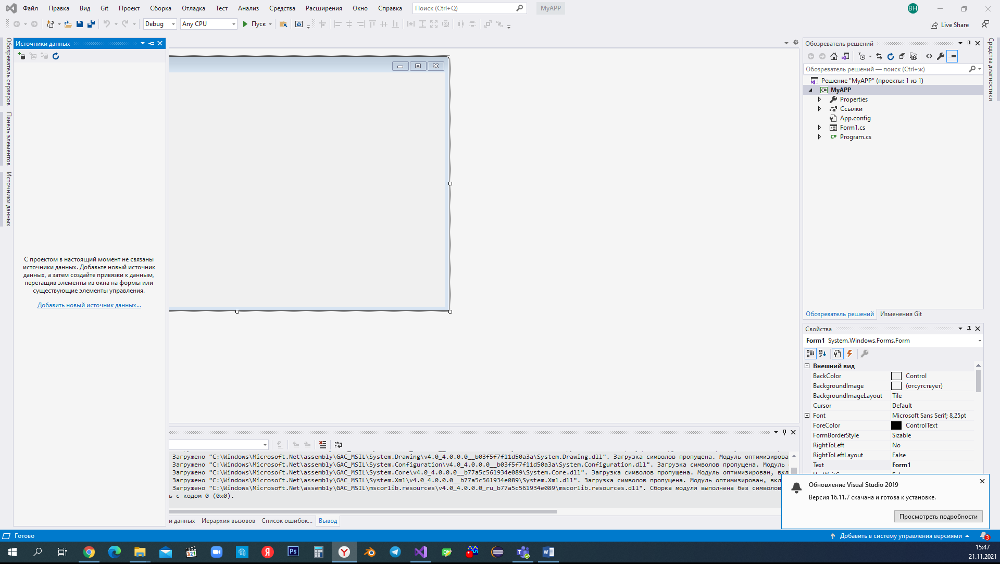 Файл Правка Вид Git Проект Сборка Отладка Тест Анализ Средства Расширения Окно Справка Поиск (Ctrl+Q) MyAPP ВН
Debug Any CPU Пуск Live Share
Обозреватель серверов
Панель элементов
Источники данных
Источники данных
С проектом в настоящий момент не связаны
источники данных. Добавьте новый источник
данных, а затем создайте привязки к данным,
перетащив элементы из окна на формы или
существующие элементы управления.
Добавить новый источник данных...
Загружено "C:\Windows\Microsoft.Net\assembly\GAC_MSIL\System.Drawing\v4.0_4.0.0.0__b03f5f7f11d50a3a\System.Drawing.dll". Загрузка символов пропущена. Модуль оптимизирова
Загружено "C:\Windows\Microsoft.Net\assembly\GAC_MSIL\System.Configuration\v4.0_4.0.0.0__b03f5f7f11d50a3a\System.Configuration.dll". Загрузка символов пропущена. Модуль
Загружено "C:\Windows\Microsoft.Net\assembly\GAC_MSIL\System.Core\v4.0_4.0.0.0__b77a5c561934e089\System.Core.dll". Загрузка символов пропущена. Модуль оптимизирован, вкл
Загружено "C:\Windows\Microsoft.Net\assembly\GAC_MSIL\System.Xml\v4.0_4.0.0.0__b77a5c561934e089\System.Xml.dll". Загрузка символов пропущена. Модуль оптимизирован, вкл
Загружено "C:\Windows\Microsoft.Net\assembly\GAC_MSIL\mscorlib.resources\v4.0_4.0.0.0_ru_b77a5c561934e089\mscorlib.resources.dll". Сборка модуля выполнена без символов
ь с кодом 0 (0x0).
и данных Иерархия вызовов Список ошибок... Вывод
Обозреватель решений
Обозреватель решений — поиск (Ctrl+ж)
Решение "MyAPP" (проекты: 1 из 1)
C# MyAPP
Properties
Ссылки
App.config
Form1.cs
C# Program.cs
Обозреватель решений Изменения Git
Средства диагностики
Свойства
Form1 System.Windows.Forms.Form
Внешний вид
BackColor Control
BackgroundImage (отсутствует)
BackgroundImageLayout Tile
Cursor Default
Font Microsoft Sans Serif; 8,25pt
ForeColor ControlText
FormBorderStyle Sizable
RightToLeft No
RightToLeftLayout False
Text Form1
Обновление Visual Studio 2019
Версия 16.11.7 скачана и готова к установке.
Просмотреть подробности
Готово Добавить в систему управления версиями 3
15:47
21.11.2021